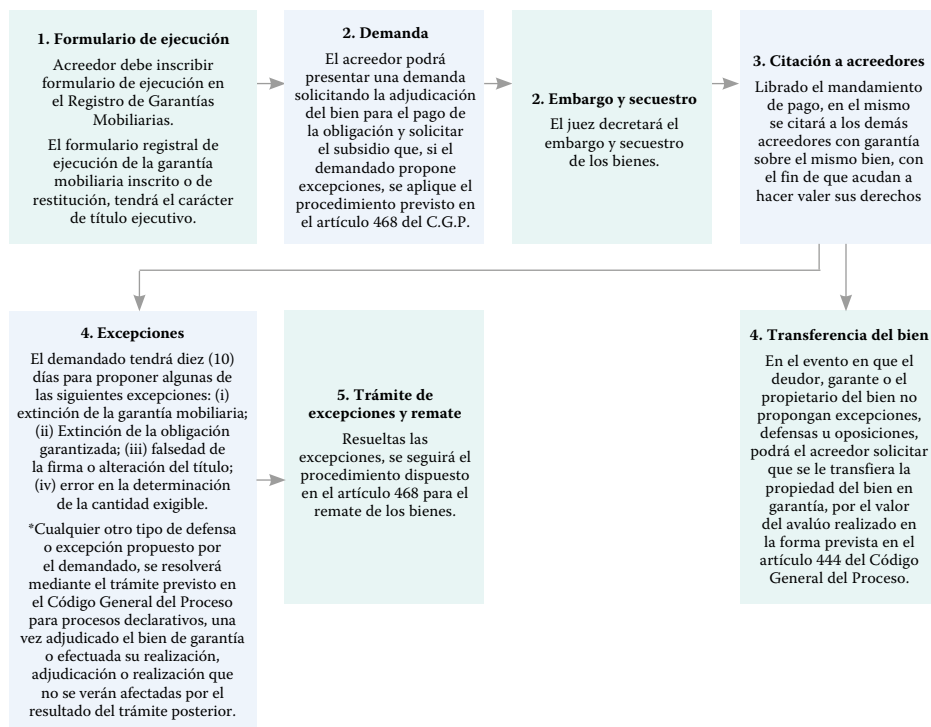 1. Formulario de ejecución
Acreedor debe inscribir
formulario de ejecución en
el Registro de Garantías
Mobiliarias.
El formulario registral de
ejecución de la garantía
mobiliaria inscrito o de
restitución, tendrá el carácter
de título ejecutivo.
2. Demanda
El acreedor podrá
presentar una demanda
solicitando la adjudicación
del bien para el pago de
la obligación y solicitar
el subsidio que, si el
demandado propone
excepciones, se aplique el
procedimiento previsto en
el artículo 468 del C.G.P.
2. Embargo y secuestro
El juez decretará el
embargo y secuestro
de los bienes.
3. Citación a acreedores
Librado el mandamiento
de pago, en el mismo
se citará a los demás
acreedores con garantía
sobre el mismo bien, con
el fin de que acudan a
hacer valer sus derechos
4. Excepciones
El demandado tendrá diez (10)
días para proponer algunas de
las siguientes excepciones: (i)
extinción de la garantía mobiliaria;
(ii) Extinción de la obligación
garantizada; (iii) falsedad de
la firma o alteración del título;
(iv) error en la determinación
de la cantidad exigible.
*Cualquier otro tipo de defensa
o excepción propuesto por
el demandado, se resolverá
mediante el trámite previsto en
el Código General del Proceso
para procesos declarativos, una
vez adjudicado el bien de garantía
o efectuada su realización,
adjudicación o realización que
no se verán afectadas por el
resultado del trámite posterior.
5. Trámite de
excepciones y remate
Resueltas las
excepciones, se seguirá el
procedimiento dispuesto
en el artículo 468 para el
remate de los bienes.
4. Transferencia del bien
En el evento en que el
deudor, garante o el
propietario del bien no
propongan excepciones,
defensas u oposiciones,
podrá el acreedor solicitar
que se le transfiera la
propiedad del bien en
garantía, por el valor
del avalúo realizado en
la forma prevista en el
artículo 444 del Código
General del Proceso.